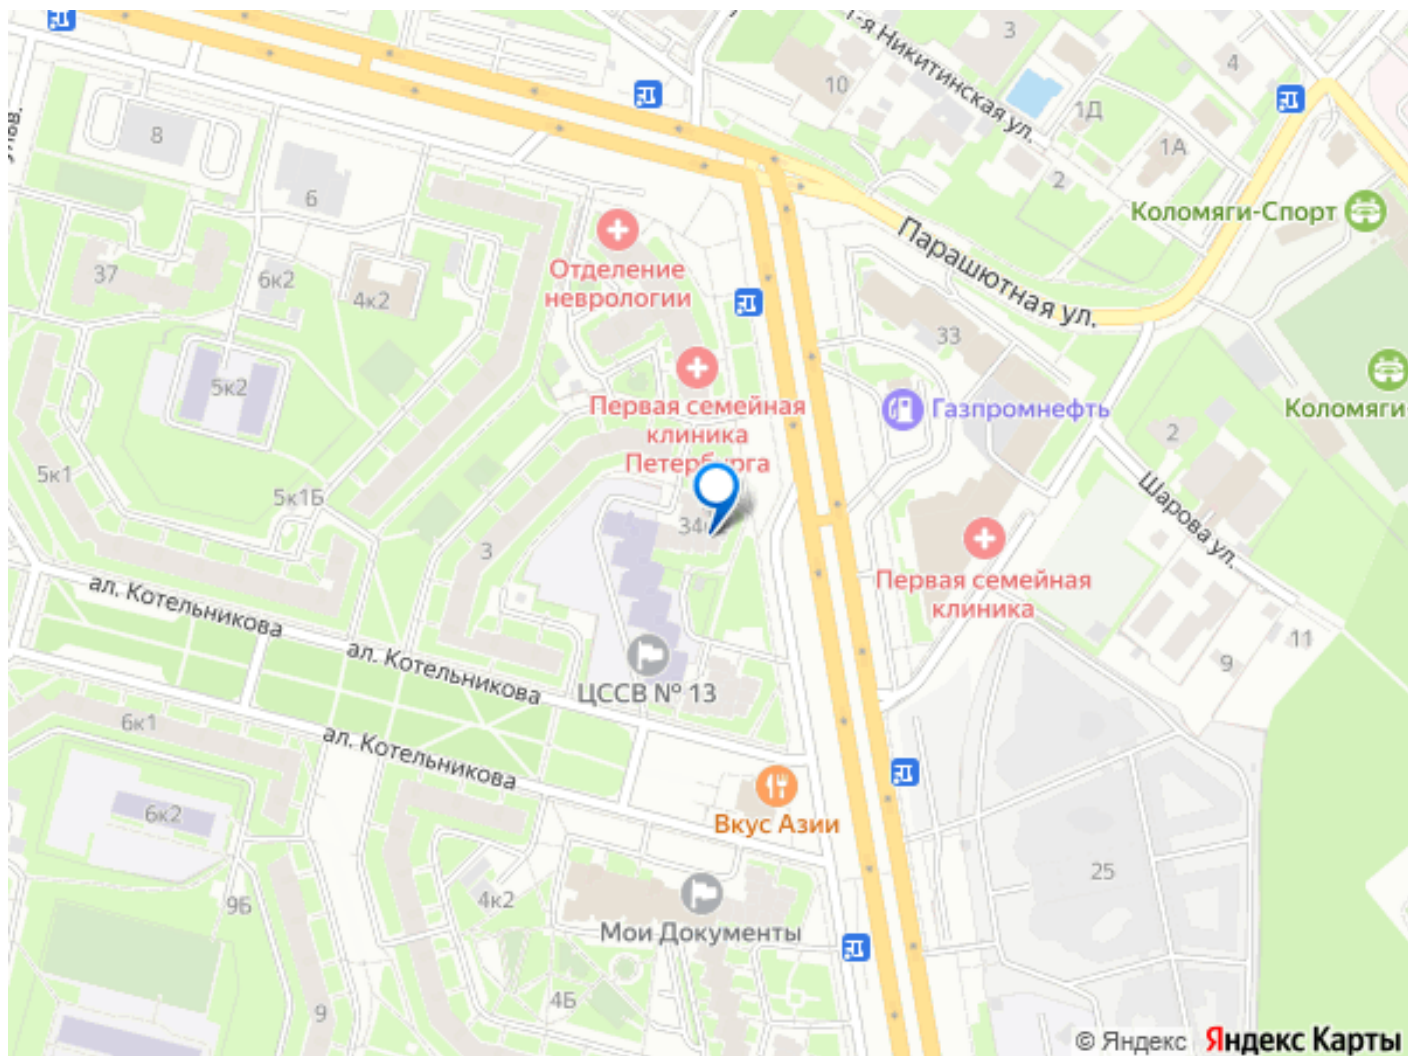 1-я Никитинская ул.
3
4
10
1Д
8
1А
2
6
Коломяги-Спорт
Парашютная ул.
Отделение
неврологии
37
6к2
4к2
33
5к2
Первая семейная
клиника
Петербурга
Газпромнефть
Коломяги-
2
5к1
5к1Б
3
Шарова ул.
Первая семейная
клиника
ал. Котельникова
ал. Котельникова
11
9
ЦССВ № 13
6к1
ал. Котельникова
6к2
Вкус Азии
25
4к2
9Б
Мои Документы
4Б
9
© Яндекс
Яндекс Карты